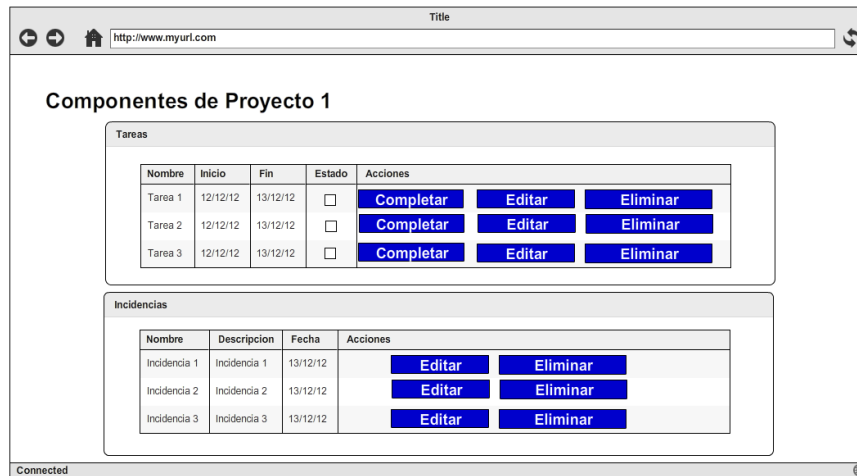 Title
http://www.myurl.com
Componentes de Proyecto 1
Tareas
Nombre Inicio Fin Estado Acciones
Tarea 1 12/12/12 13/12/12 Completar Editar Eliminar
Tarea 2 12/12/12 13/12/12 Completar Editar Eliminar
Tarea 3 12/12/12 13/12/12 Completar Editar Eliminar
Incidencias
Nombre Descripcion Fecha Acciones
Incidencia 1 Incidencia 1 13/12/12 Editar Eliminar
Incidencia 2 Incidencia 2 13/12/12 Editar Eliminar
Incidencia 3 Incidencia 3 13/12/12 Editar Eliminar
Connected